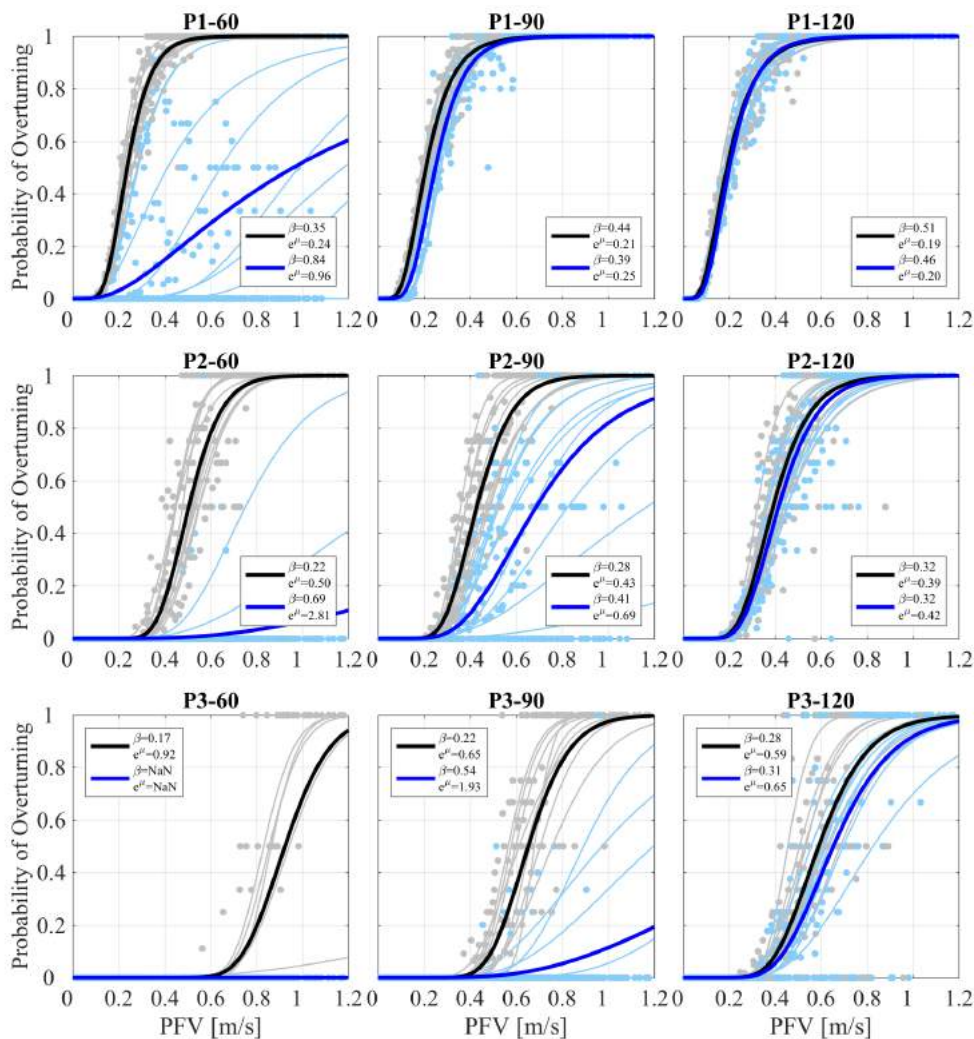 P1-60
P1-90
P1-120
Probability of Overturning
1
0.8
0.6
0.4
0.2
0
β=0.35
e^μ=0.24
β=0.84
e^μ=0.96
0 0.2 0.4 0.6 0.8 1 1.2
β=0.44
e^μ=0.21
β=0.39
e^μ=0.25
0 0.2 0.4 0.6 0.8 1 1.2
β=0.51
e^μ=0.19
β=0.46
e^μ=0.20
0 0.2 0.4 0.6 0.8 1 1.2
P2-60
P2-90
P2-120
Probability of Overturning
1
0.8
0.6
0.4
0.2
0
β=0.22
e^μ=0.50
β=0.69
e^μ=2.81
0 0.2 0.4 0.6 0.8 1 1.2
β=0.28
e^μ=0.43
β=0.41
e^μ=0.69
0 0.2 0.4 0.6 0.8 1 1.2
β=0.32
e^μ=0.39
β=0.32
e^μ=0.42
0 0.2 0.4 0.6 0.8 1 1.2
P3-60
P3-90
P3-120
Probability of Overturning
1
0.8
0.6
0.4
0.2
0
β=0.17
e^μ=0.92
β=NaN
e^μ=NaN
0 0.2 0.4 0.6 0.8 1 1.2
PFV [m/s]
β=0.22
e^μ=0.65
β=0.54
e^μ=1.93
0 0.2 0.4 0.6 0.8 1 1.2
PFV [m/s]
β=0.28
e^μ=0.59
β=0.31
e^μ=0.65
0 0.2 0.4 0.6 0.8 1 1.2
PFV [m/s]